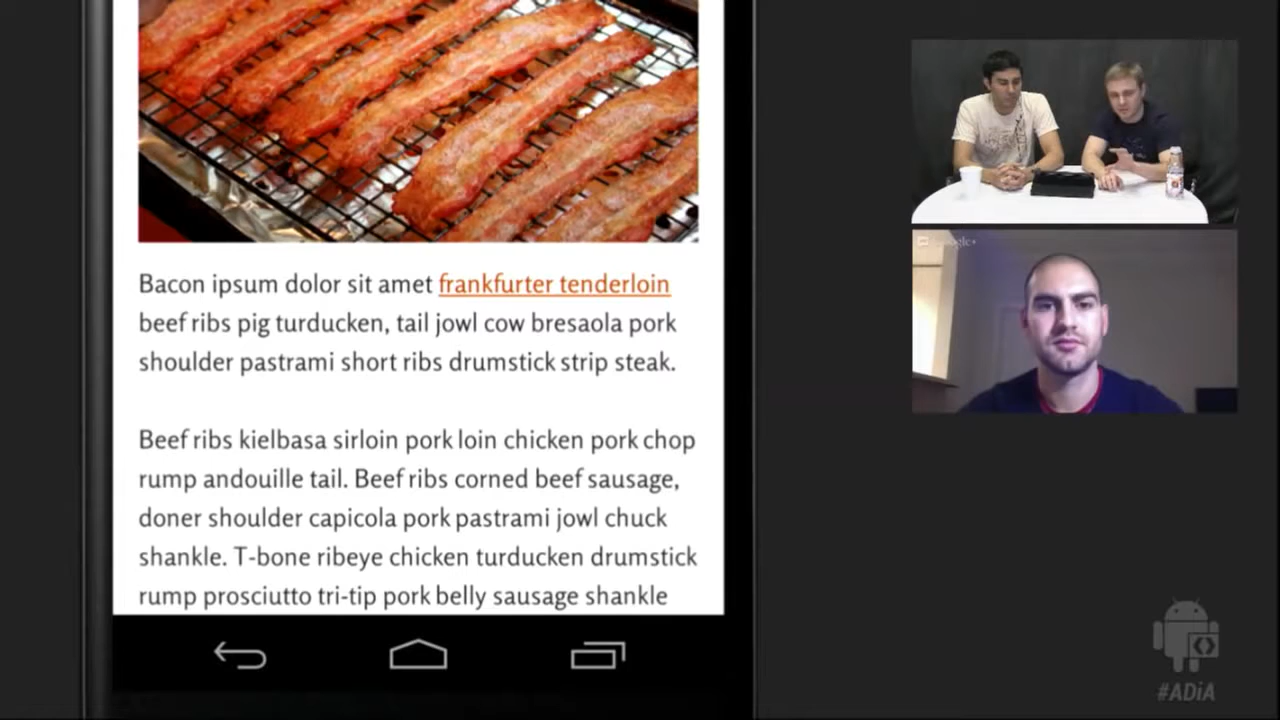 Bacon ipsum dolor sit amet frankfurter tenderloin
beef ribs pig turducken, tail jowl cow bresaola pork
shoulder pastrami short ribs drumstick strip steak.
Beef ribs kielbasa sirloin pork loin chicken pork chop
rump andouille tail. Beef ribs corned beef sausage,
doner shoulder capicola pork pastrami jowl chuck
shankle. T-bone ribeye chicken turducken drumstick
rump prosciutto tri-tip pork belly sausage shankle
Google+
#ADiA